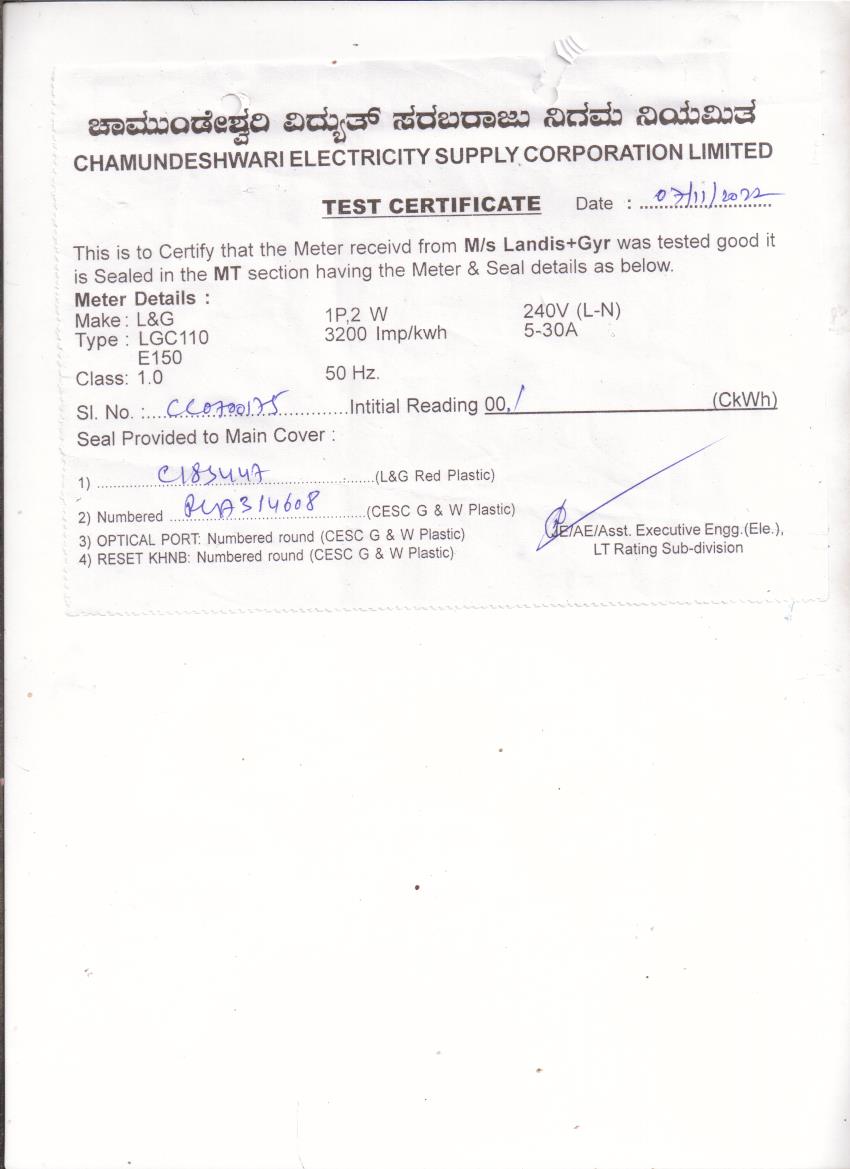 ಚಾಮುಂಡೇಶ್ವರಿ ವಿದ್ಯುತ್ ಸರಬರಾಜು ನಿಗಮ ನಿಯಮಿತ
CHAMUNDESHWARI ELECTRICITY SUPPLY CORPORATION LIMITED
TEST CERTIFICATE Date : 07/11/2022
This is to Certify that the Meter receivd from M/s Landis+Gyr was tested good it
is Sealed in the MT section having the Meter & Seal details as below.
Meter Details :
Make : L&G 1P,2 W 240V (L-N)
Type : LGC110 3200 Imp/kwh 5-30A
E150
Class: 1.0 50 Hz.
Sl. No. :....CC0700175..............Intitial Reading 00. (CkWh)
Seal Provided to Main Cover :
1) ..........C183447..........(L&G Red Plastic)
2) Numbered ....................(CESC G & W Plastic)
3) OPTICAL PORT: Numbered round (CESC G & W Plastic)
4) RESET KHNB: Numbered round (CESC G & W Plastic)
JE/AE/Asst. Executive Engg.(Ele.),
LT Rating Sub-division